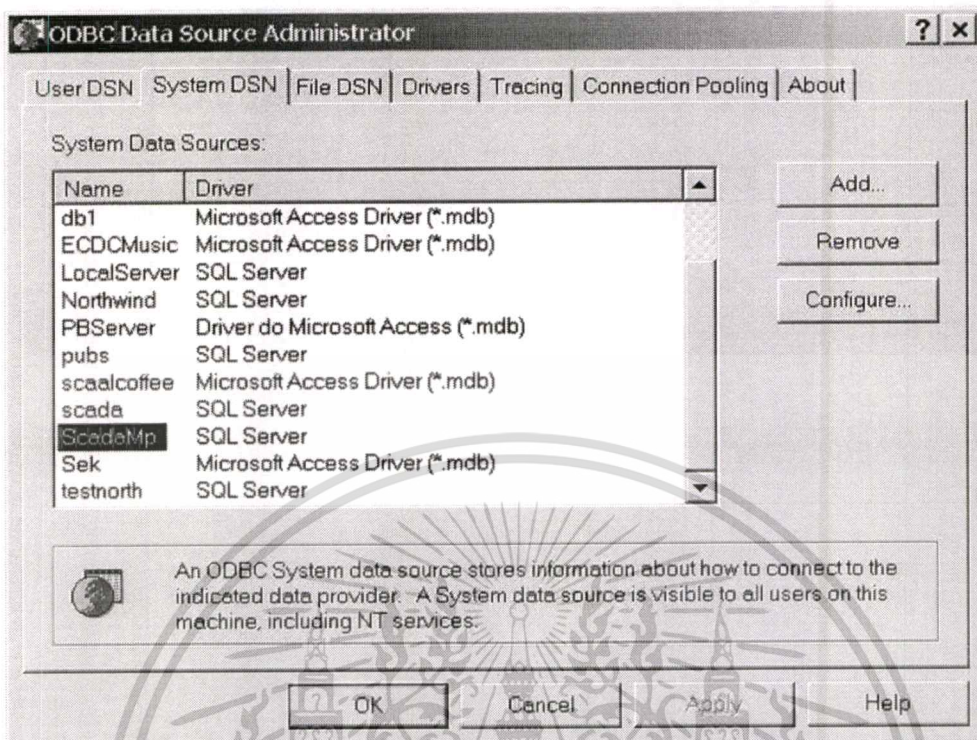 ODBC Data Source Administrator
User DSN System DSN File DSN Drivers Tracing Connection Pooling About
System Data Sources:
Name Driver
db1 Microsoft Access Driver (*.mdb)
ECDCMusic Microsoft Access Driver (*.mdb)
LocalServer SQL Server
Northwind SQL Server
PBServer Driver do Microsoft Access (*.mdb)
pubs SQL Server
scaalcoffee Microsoft Access Driver (*.mdb)
scada SQL Server
ScadaMp SQL Server
Sek Microsoft Access Driver (*.mdb)
testnorth SQL Server
Add...
Remove
Configure...
An ODBC System data source stores information about how to connect to the
indicated data provider. A System data source is visible to all users on this
machine, including NT services.
OK Cancel Apply Help